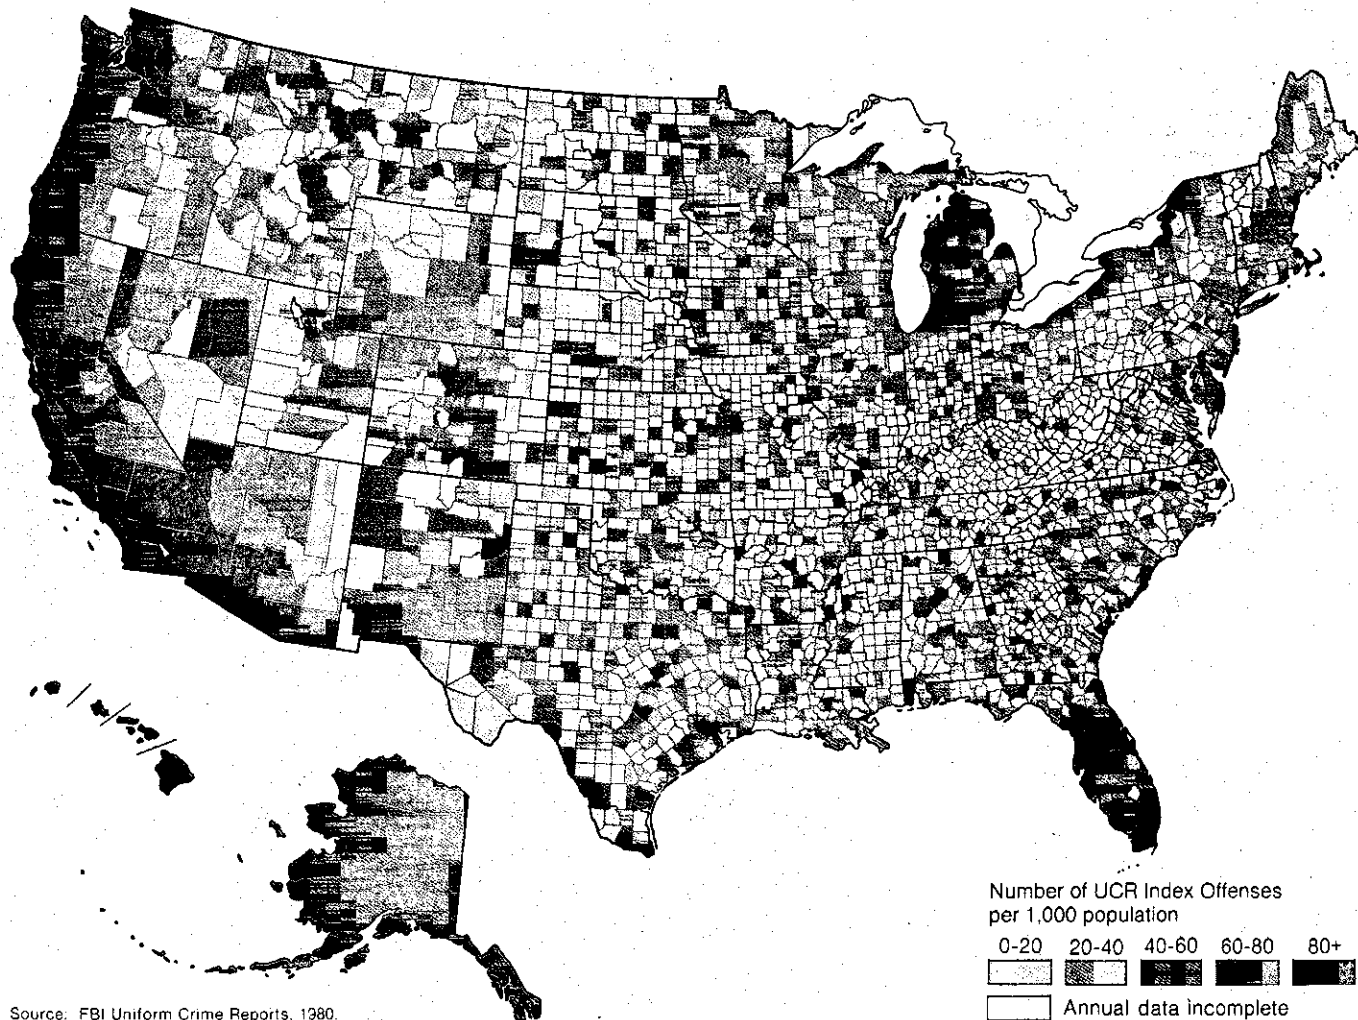 Number of UCR Index Offenses
per 1,000 population
0-20 20-40 40-60 60-80 80+
Annual data incomplete
Source: FBI Uniform Crime Reports, 1980.